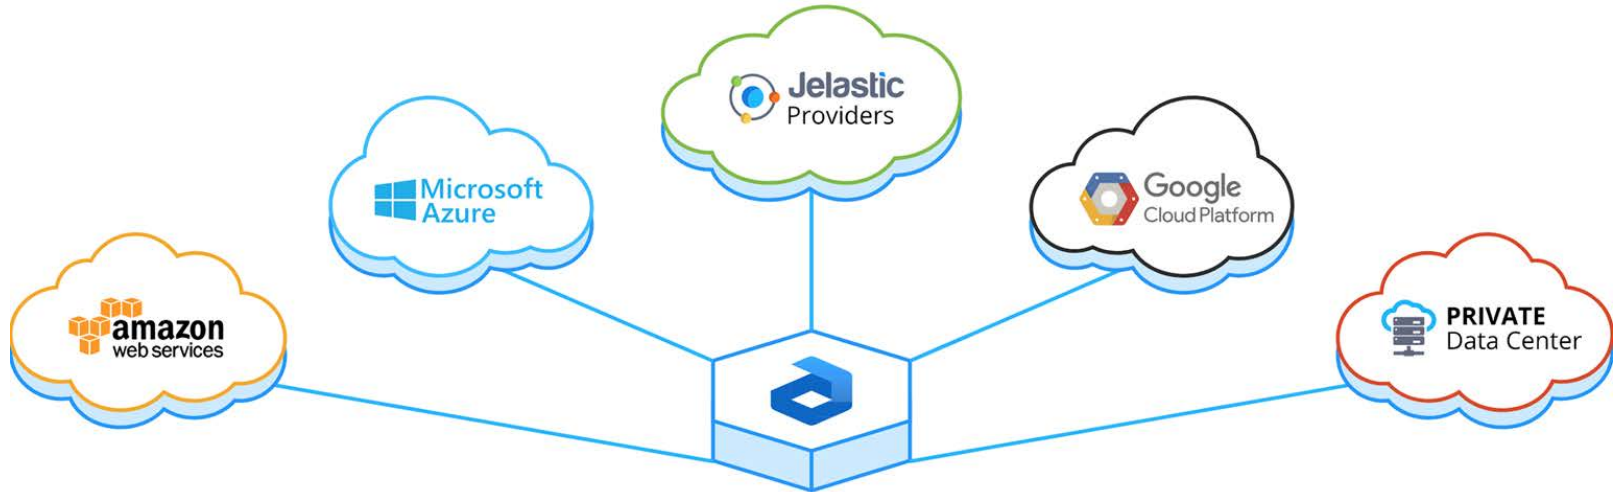 Jelastic
Providers
Microsoft
Azure
Google
Cloud Platform
amazon
web services
PRIVATE
Data Center